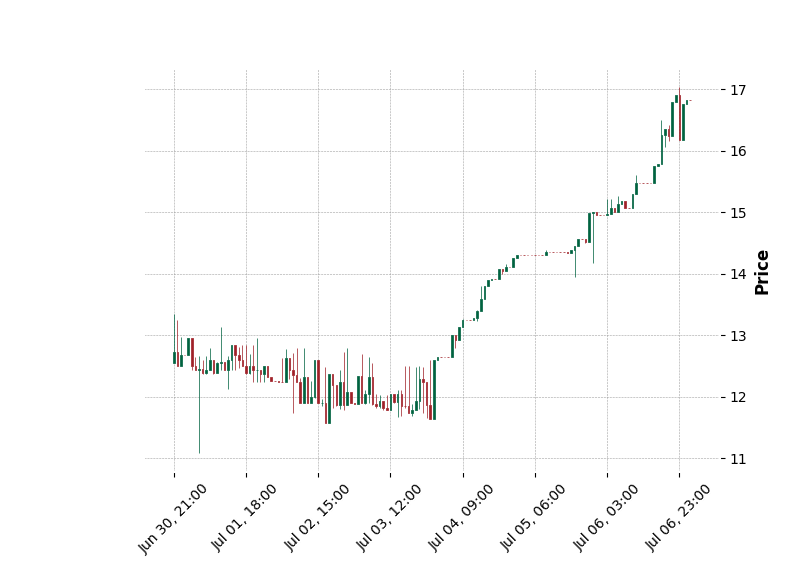 17
16
15
14
13
12
11
Price
Jun 30, 21:00
Jul 01, 18:00
Jul 02, 15:00
Jul 03, 12:00
Jul 04, 09:00
Jul 05, 06:00
Jul 06, 03:00
Jul 06, 23:00